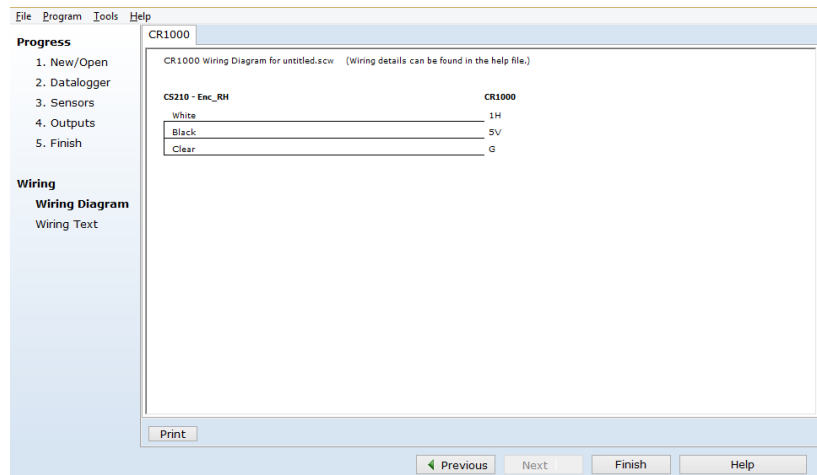 File Program Tools Help
Progress
1. New/Open
2. Datalogger
3. Sensors
4. Outputs
5. Finish
Wiring
Wiring Diagram
Wiring Text
CR1000
CR1000 Wiring Diagram for untitled.scw (Wiring details can be found in the help file.)
CS210 - Enc_RH CR1000
White 1H
Black 5V
Clear G
Print
Previous Next Finish Help